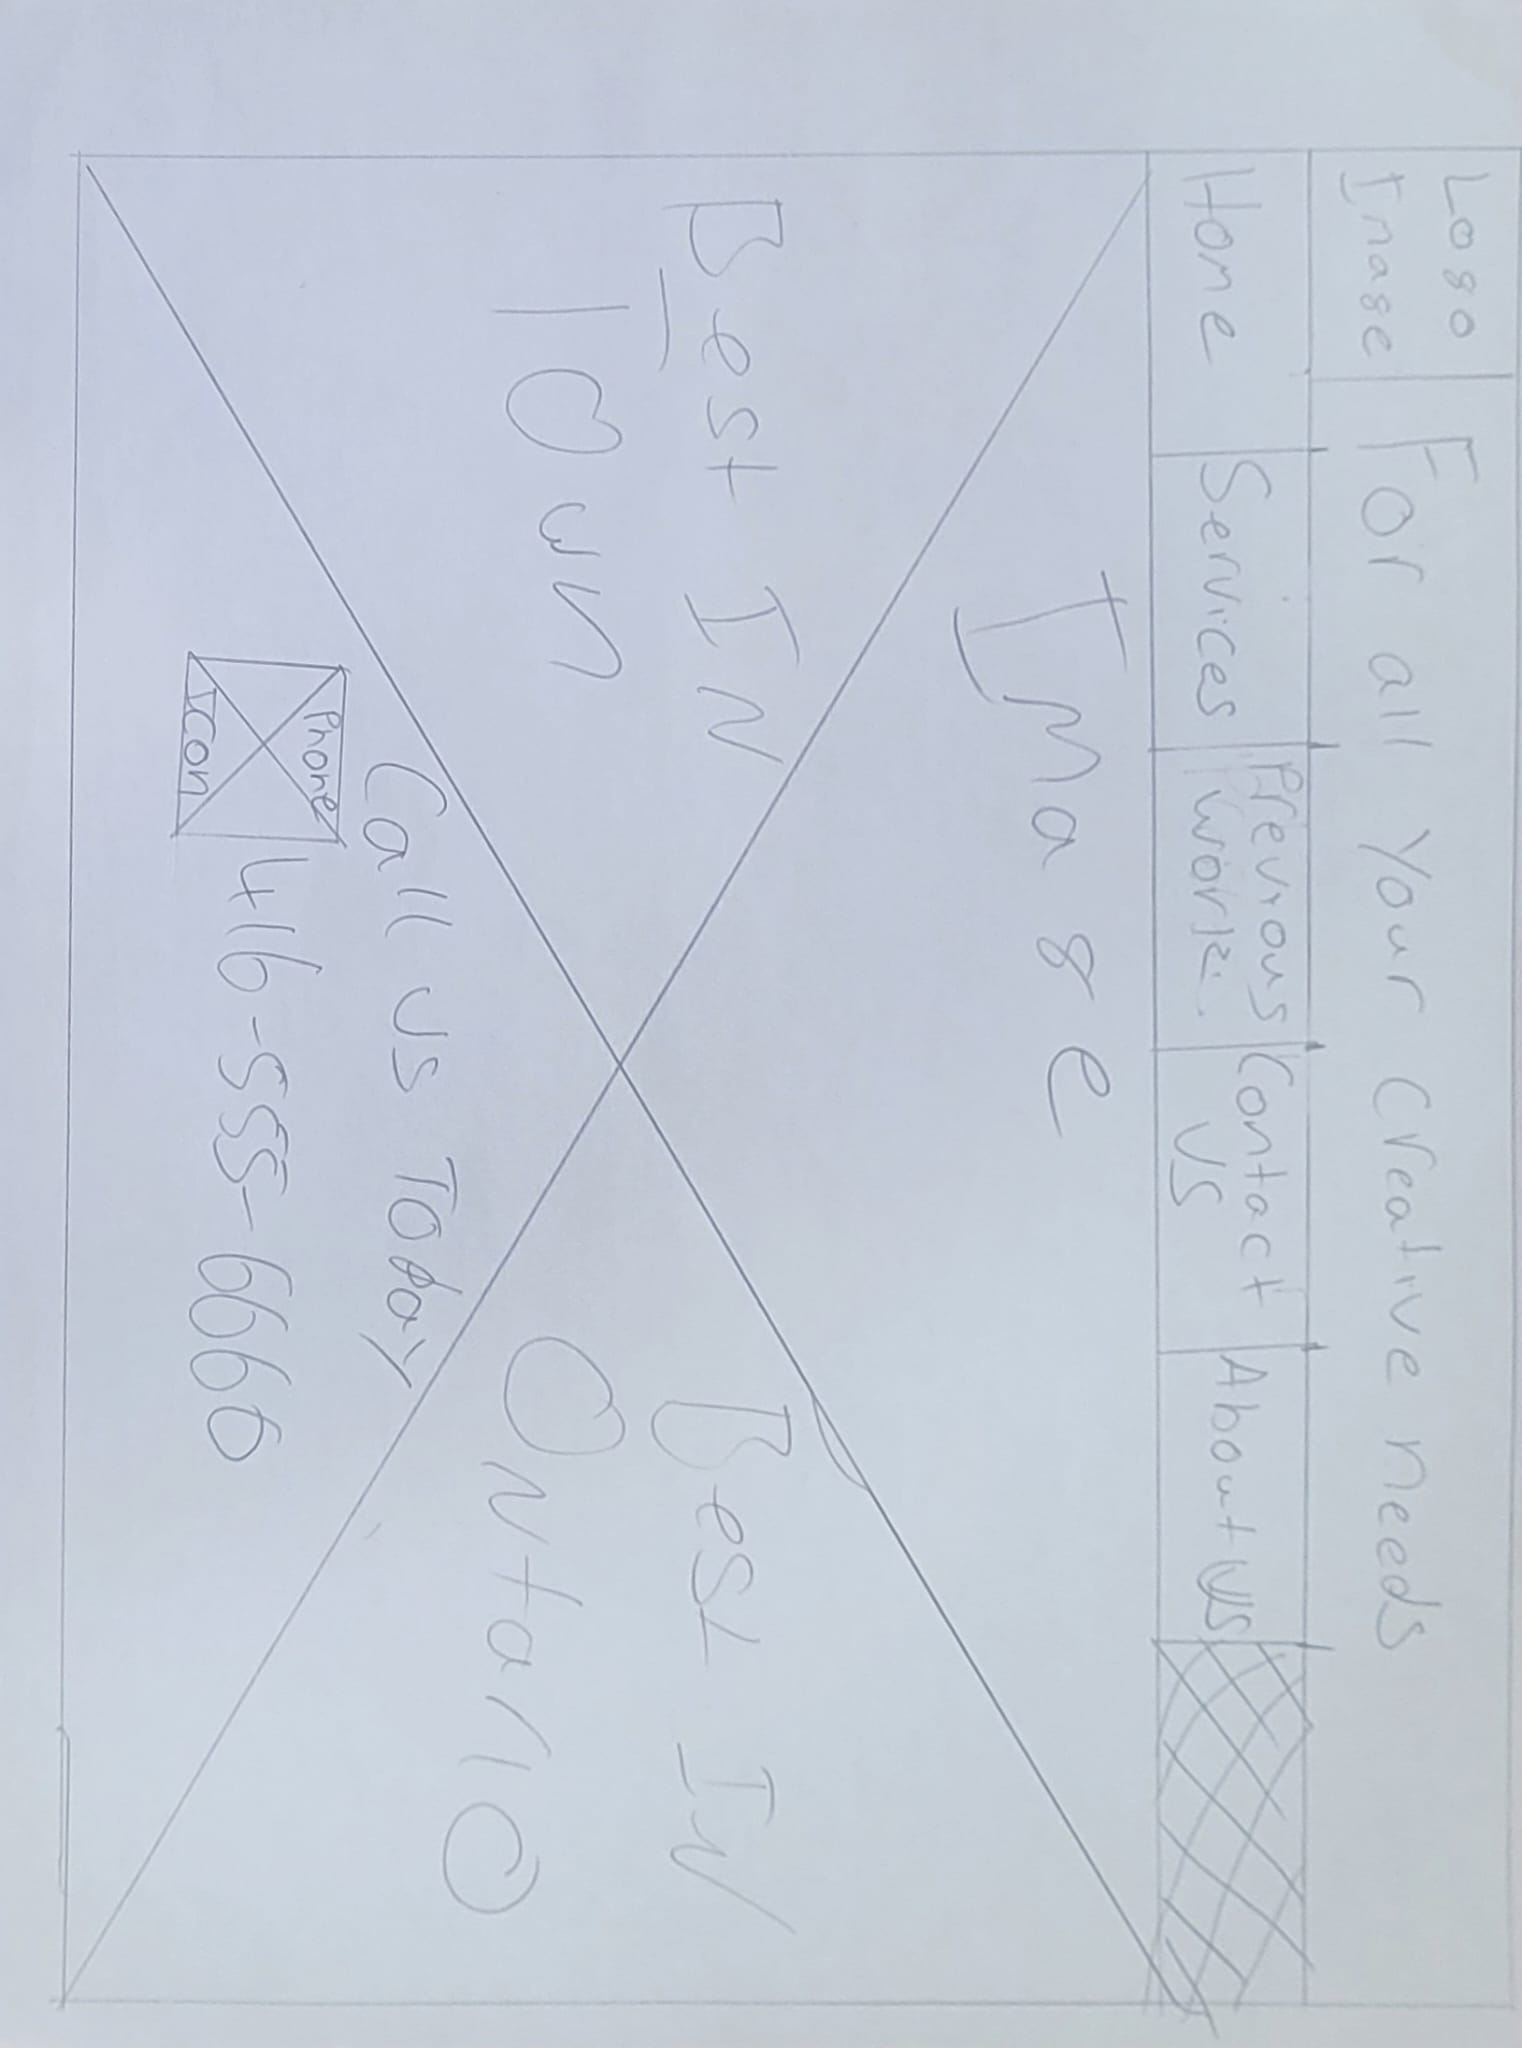 Logo
Image
For all your creative needs
Home
Services
Previous
work
Contact
US
About US
Image
Best IN
Town
Best IN
Ontario
Call US Today
Phone
Icon
416-555-6666